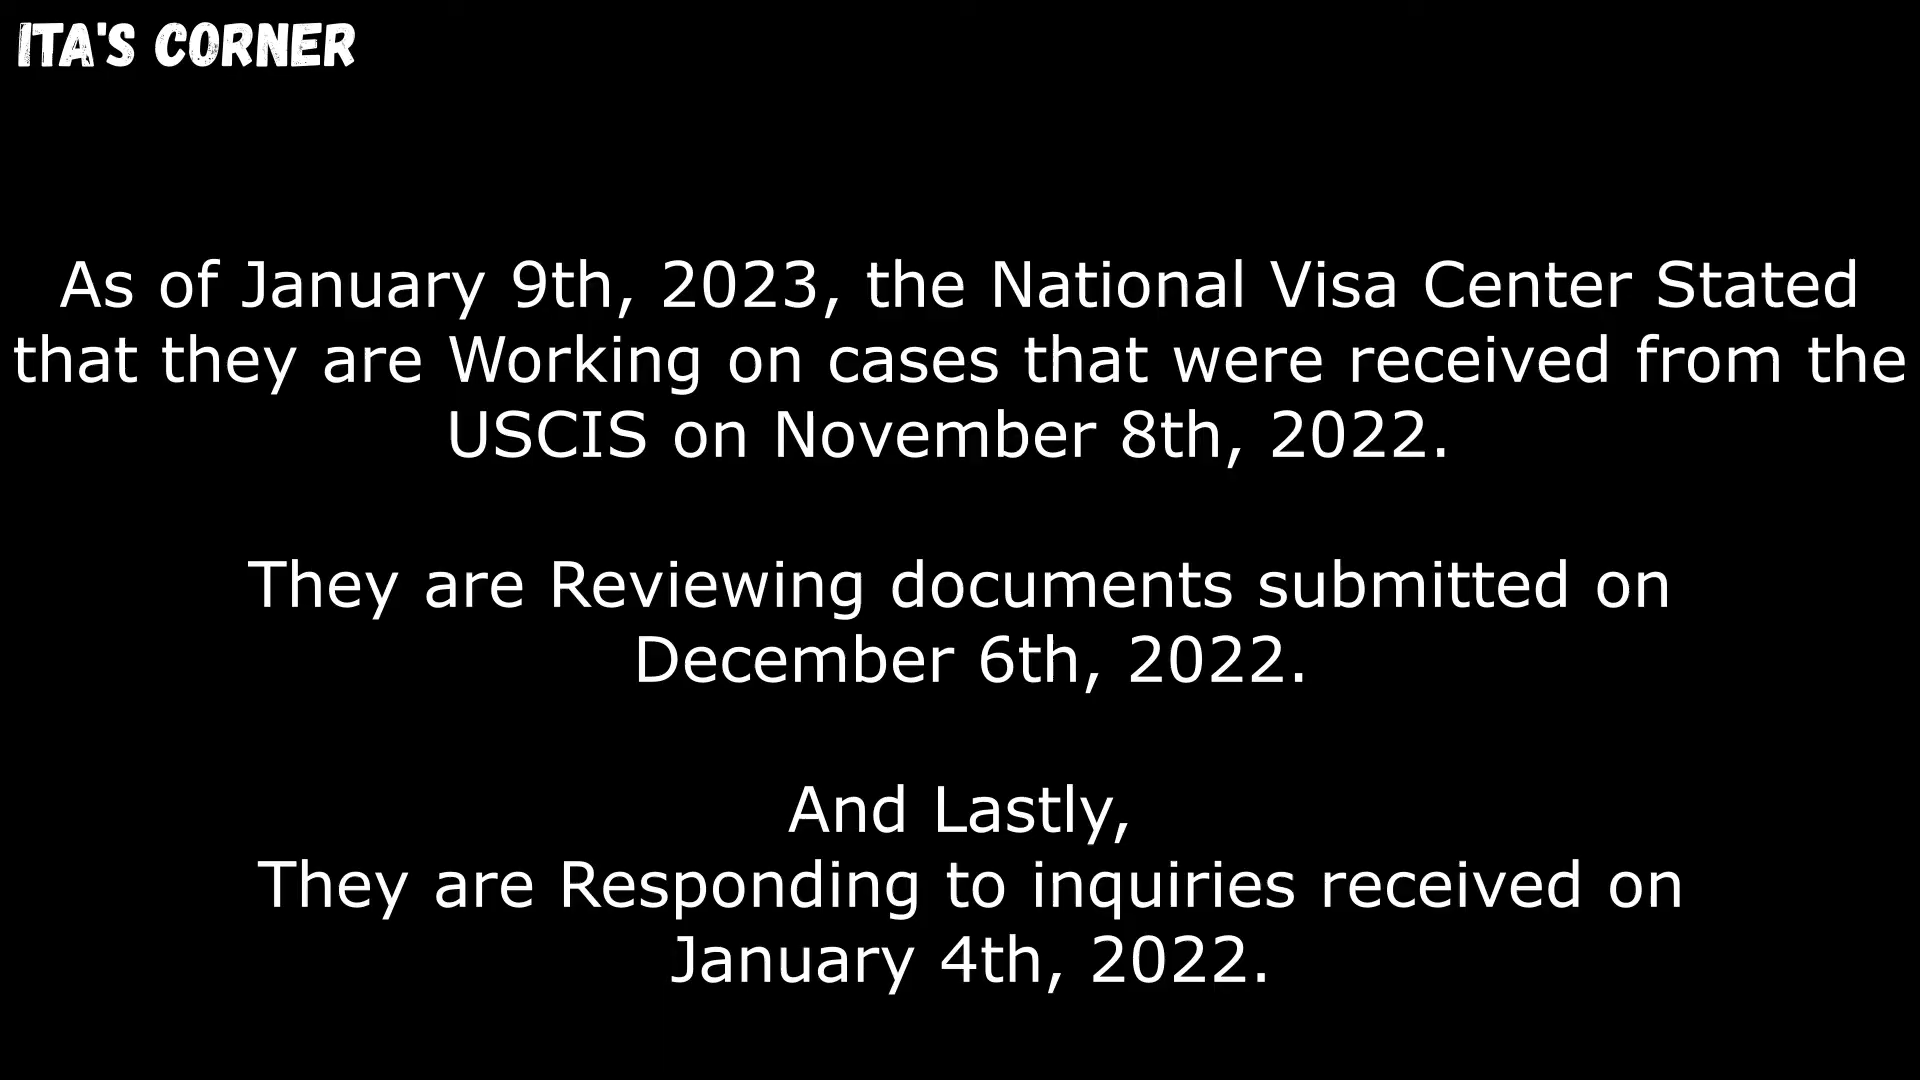 ITA'S CORNER
As of January 9th, 2023, the National Visa Center Stated
that they are Working on cases that were received from the
USCIS on November 8th, 2022.
They are Reviewing documents submitted on
December 6th, 2022.
And Lastly,
They are Responding to inquiries received on
January 4th, 2022.